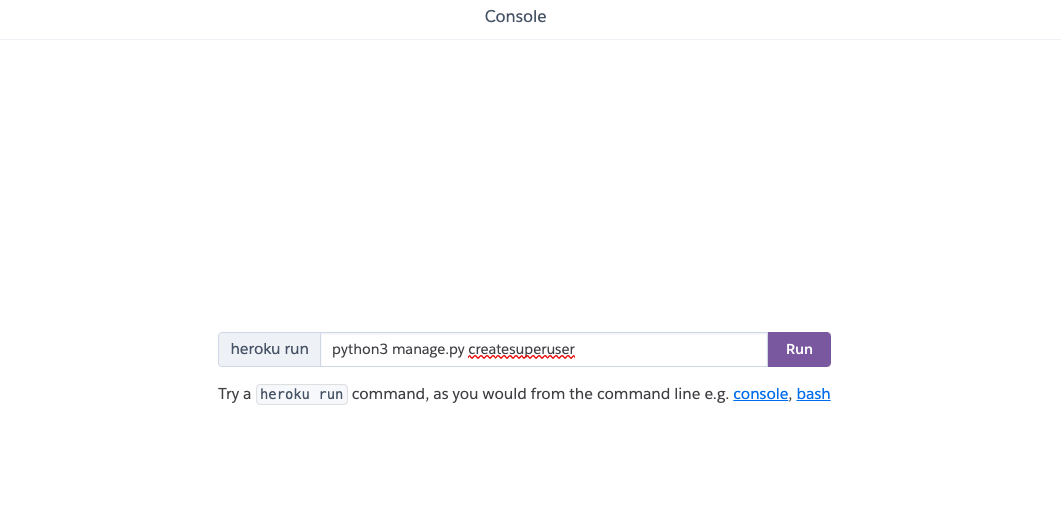 Console
heroku run python3 manage.py createsuperuser Run
Try a heroku run command, as you would from the command line e.g. console, bash